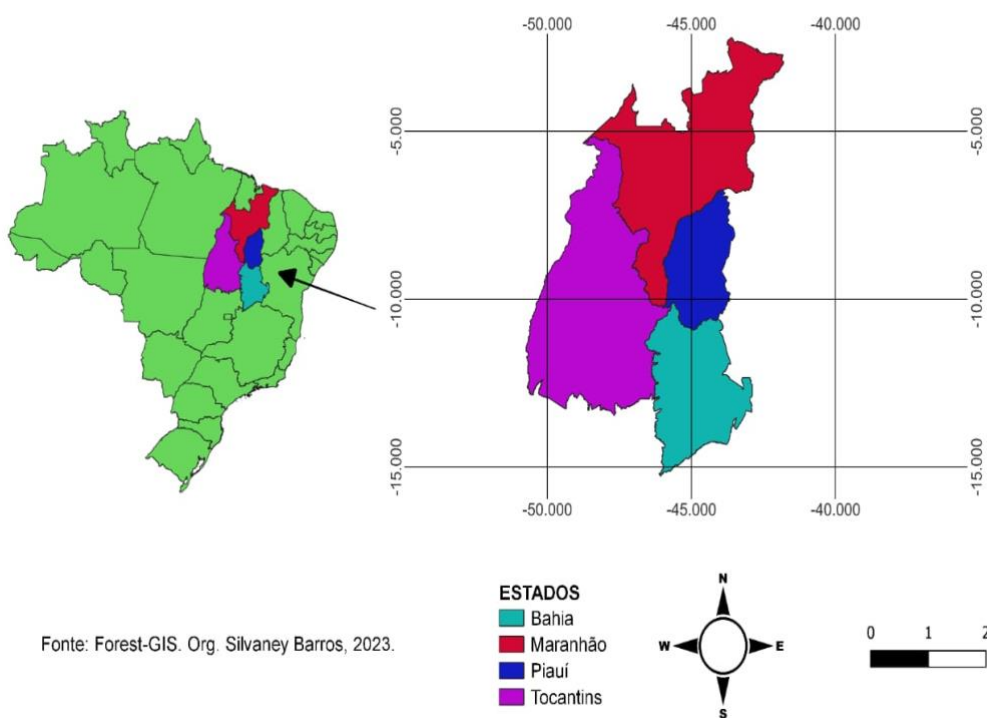 -50.000 -45.000 -40.000
-5.000 -5.000
-10.000 -10.000
-15.000 -15.000
-50.000 -45.000 -40.000
ESTADOS
Bahia
Maranhão
Piauí
Tocantins
N
W E
S
0 1 2
Fonte: Forest-GIS. Org. Silvaney Barros, 2023.